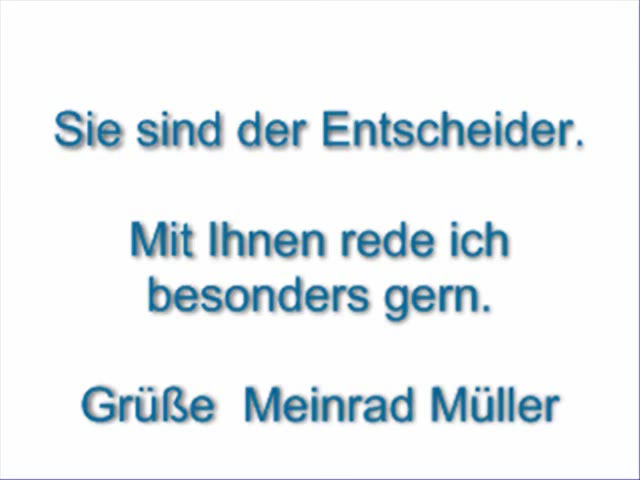 Sie sind der Entscheider.
Mit Ihnen rede ich
besonders gern.
Grüße  Meinrad Müller